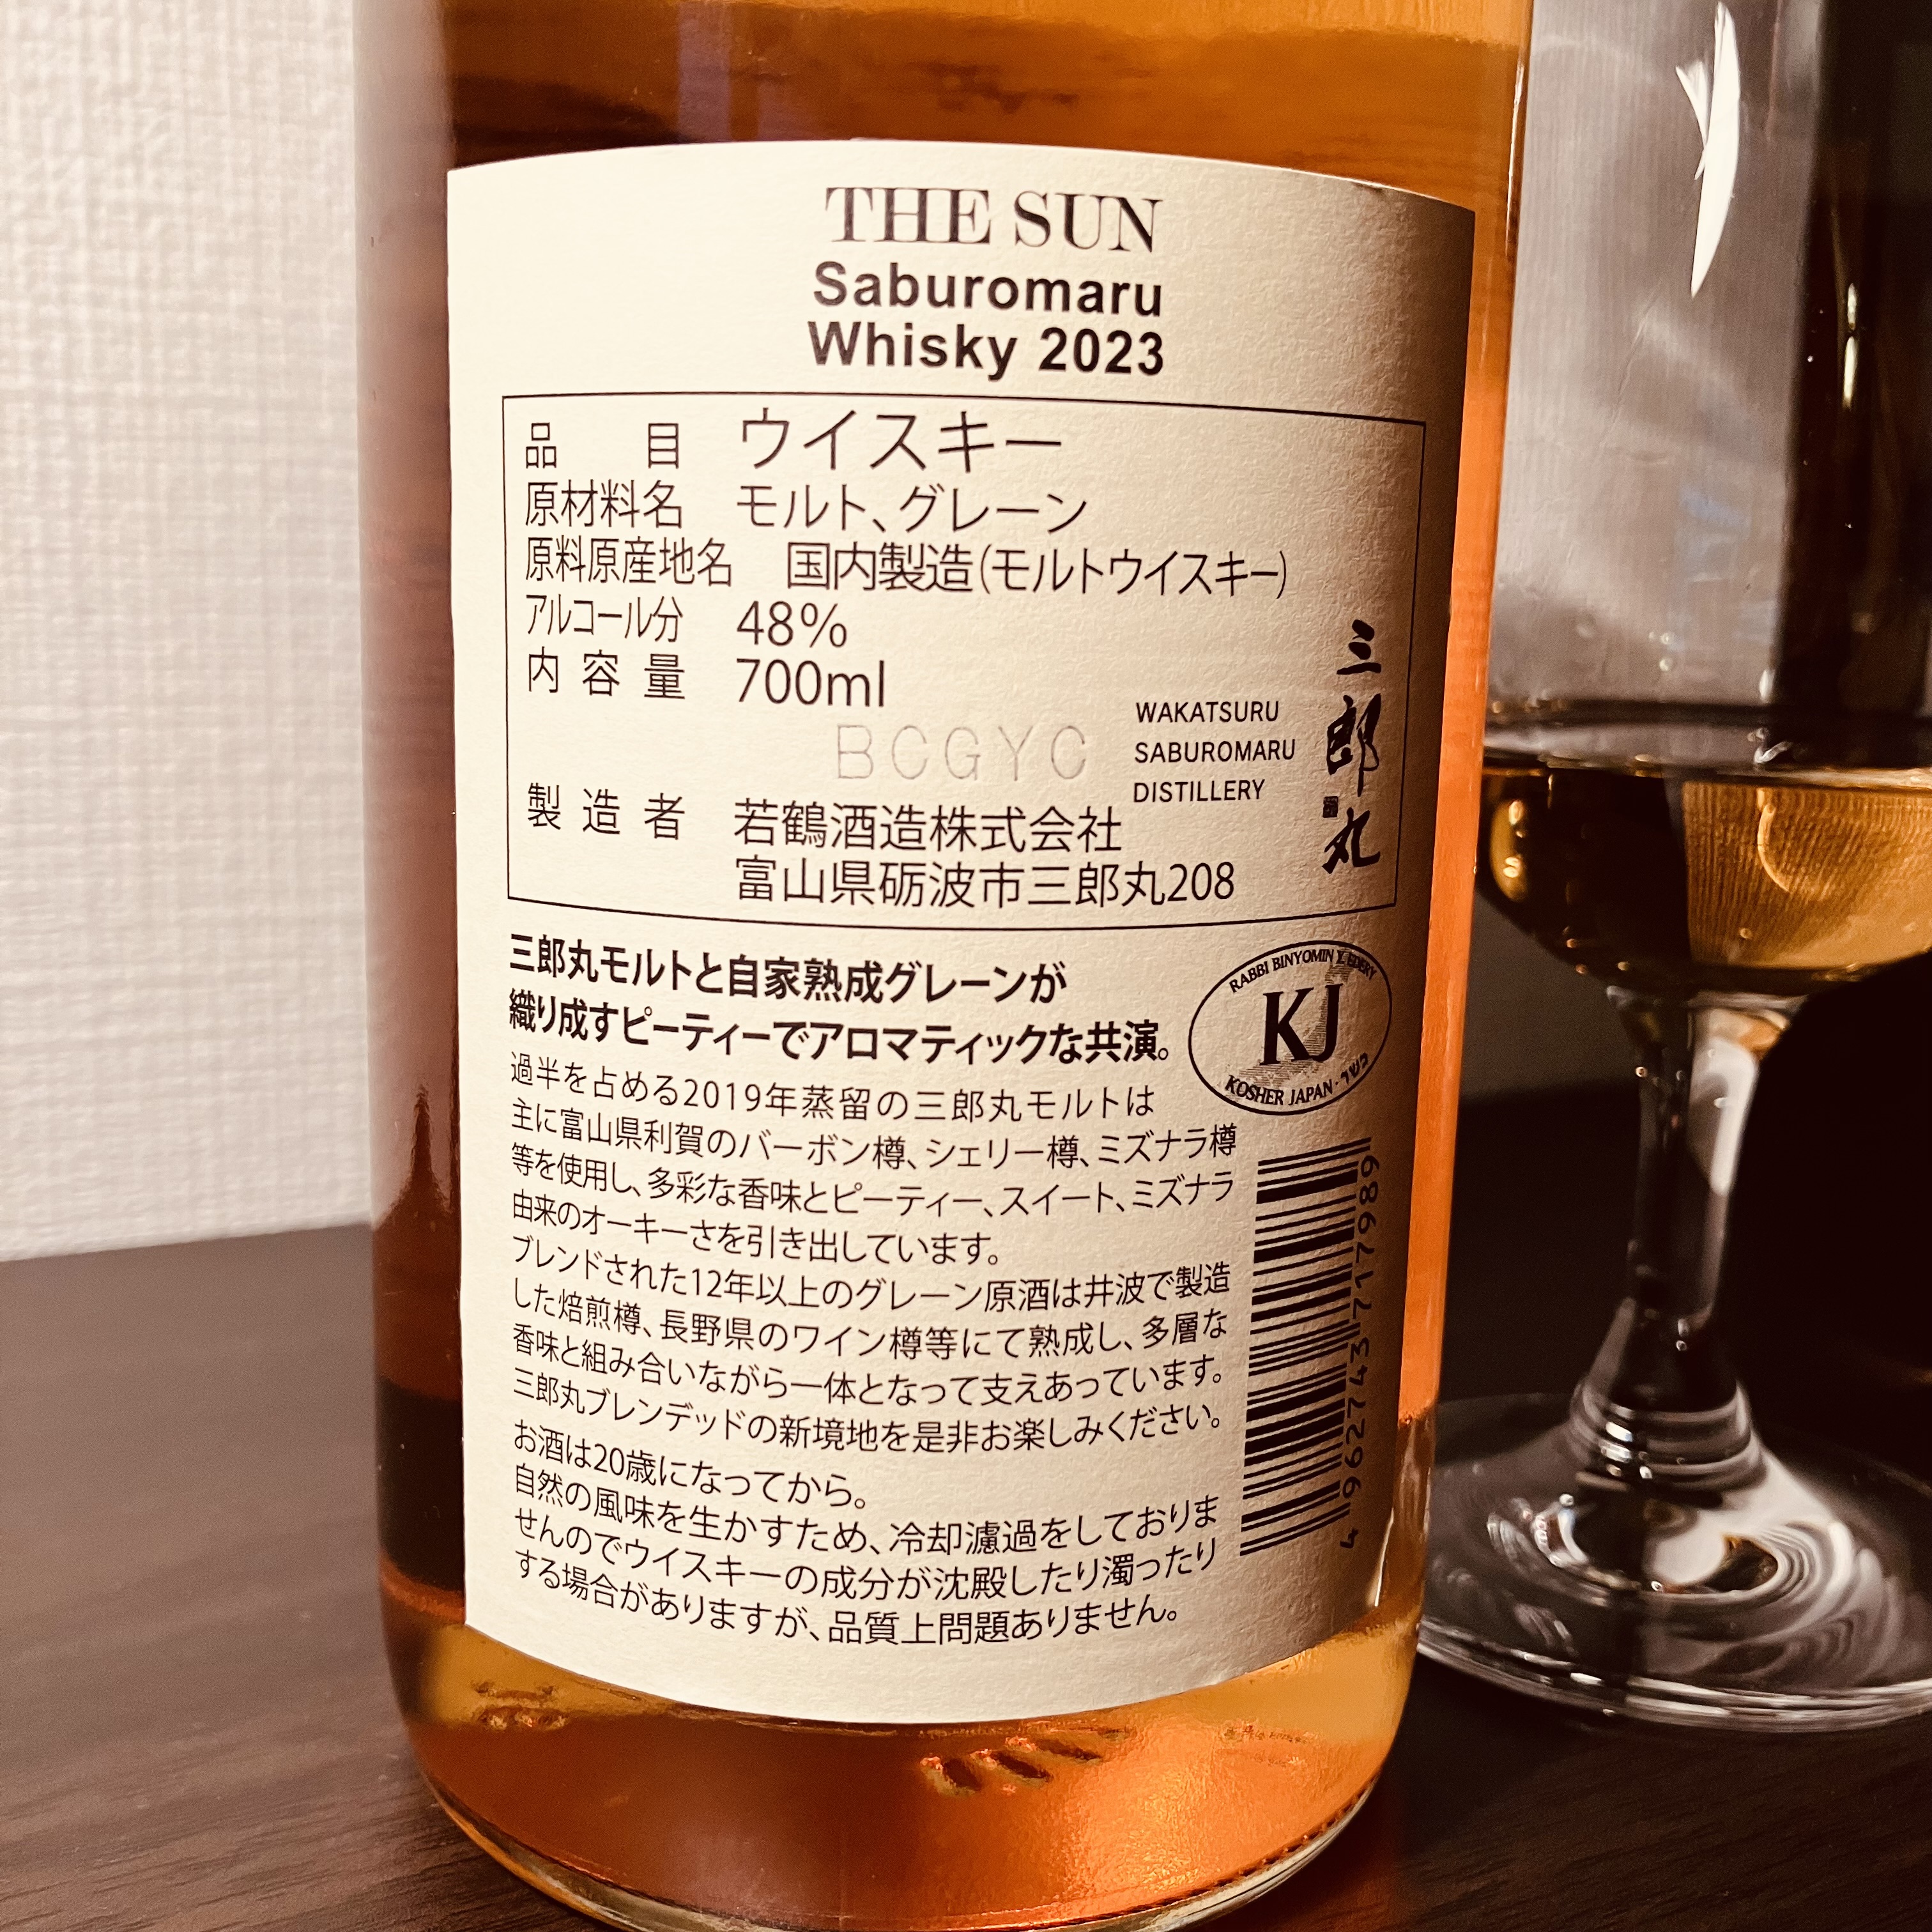 THE SUN
Saburomaru
Whisky 2023
品目 ウイスキー
原材料名 モルト、グレーン
原料原産地名 国内製造(モルトウイスキー)
アルコール分 48%
内容量 700ml
BCGYC
WAKATSURU
SABUROMARU
DISTILLERY
三郎丸
製造者 若鶴酒造株式会社
富山県砺波市三郎丸208
三郎丸モルトと自家熟成グレーンが
織り成すピーティーでアロマティックな共演。
RABBI BINYOMIN Y. EDERY
KJ
KOSHER JAPAN · כשר
過半を占める2019年蒸留の三郎丸モルトは
主に富山県利賀のバーボン樽、シェリー樽、ミズナラ樽
等を使用し、多彩な香味とピーティー、スイート、ミズナラ
由来のオーキーさを引き出しています。
ブレンドされた12年以上のグレーン原酒は井波で製造
した焙煎樽、長野県のワイン樽等にて熟成し、多層な
香味と組み合いながら一体となって支えあっています。
三郎丸ブレンデッドの新境地を是非お楽しみください。
お酒は20歳になってから。
自然の風味を生かすため、冷却濾過をしておりま
せんのでウイスキーの成分が沈殿したり濁ったり
する場合がありますが、品質上問題ありません。
4962743717989